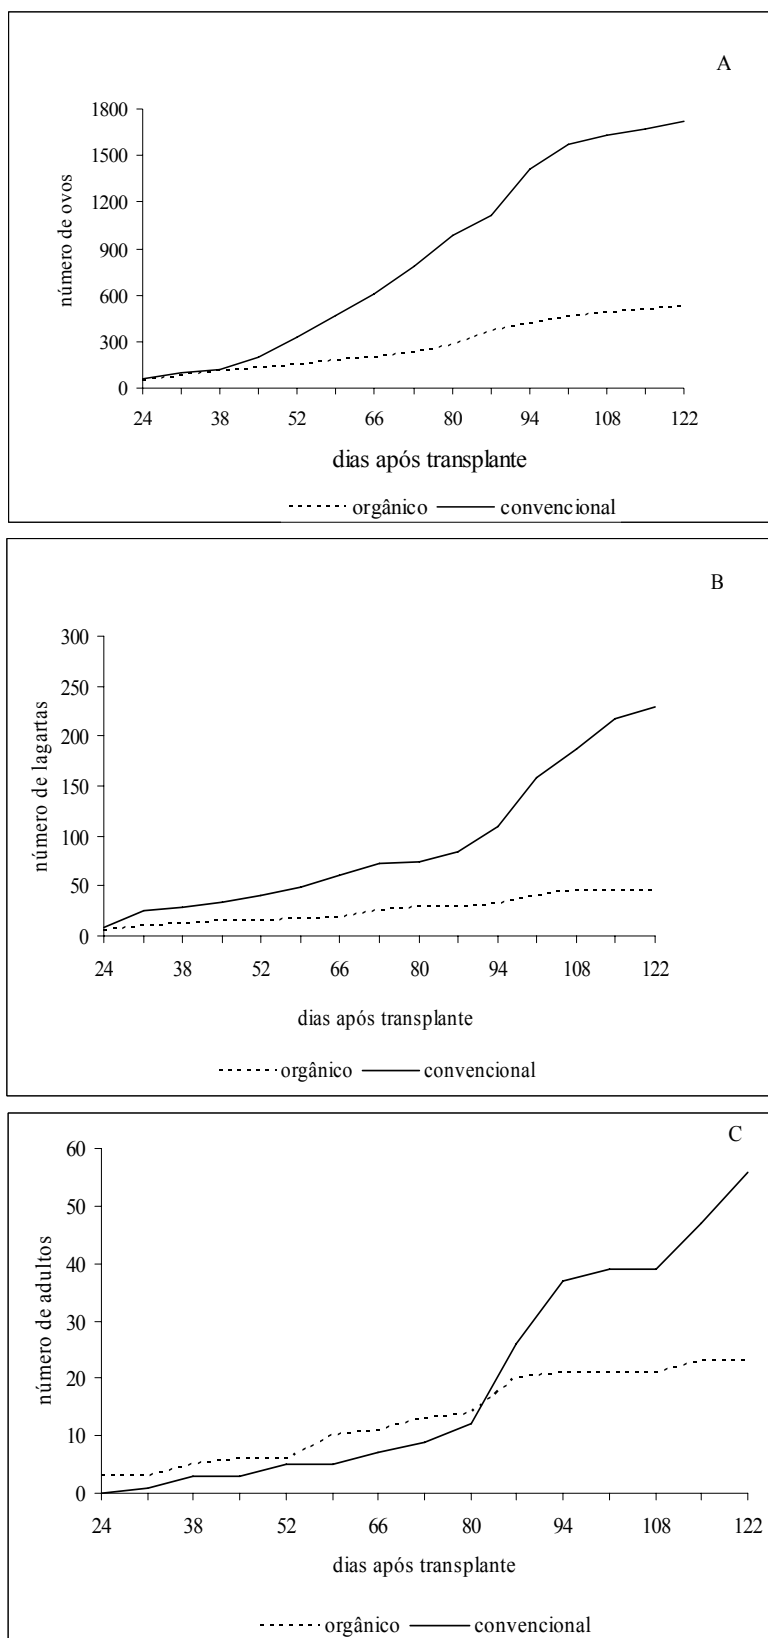 A
1800
1500
1200
900
600
300
0
número de ovos
24 38 52 66 80 94 108 122
dias após transplante
orgânico convencional
B
300
250
200
150
100
50
0
número de lagartas
24 38 52 66 80 94 108 122
dias após transplante
orgânico convencional
C
60
50
40
30
20
10
0
número de adultos
24 38 52 66 80 94 108 122
dias após transplante
orgânico convencional